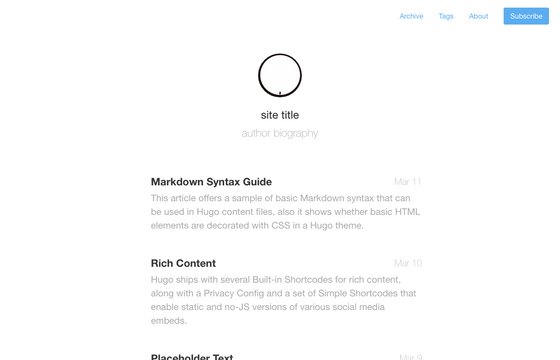 Archive Tags About Subscribe
site title
author biography
Markdown Syntax Guide Mar 11
This article offers a sample of basic Markdown syntax that can
be used in Hugo content files, also it shows whether basic HTML
elements are decorated with CSS in a Hugo theme.
Rich Content Mar 10
Hugo ships with several Built-in Shortcodes for rich content,
along with a Privacy Config and a set of Simple Shortcodes that
enable static and no-JS versions of various social media
embeds.
Placeholder Text Mar 9